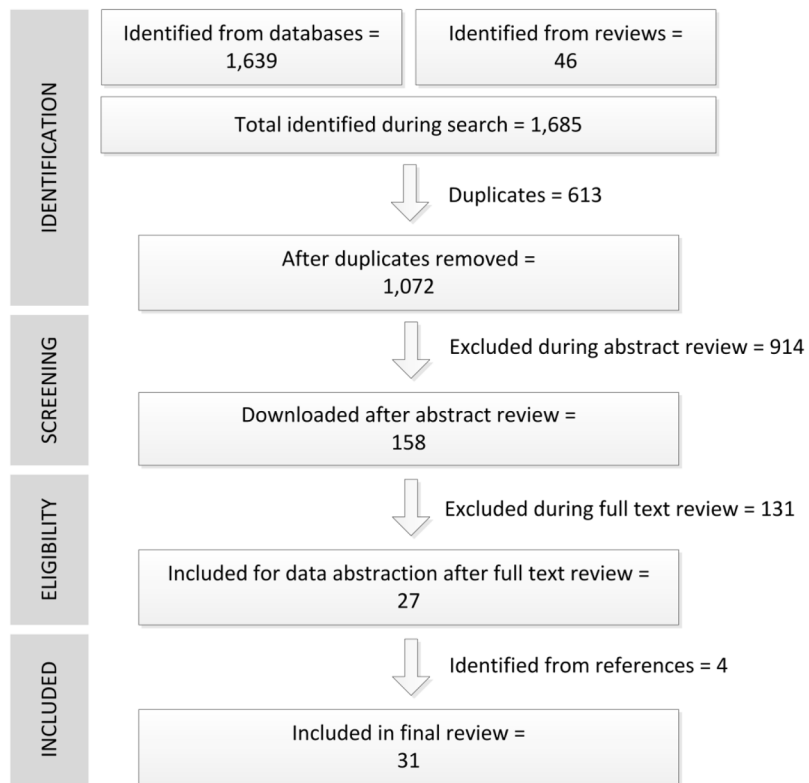 IDENTIFICATION
Identified from databases =
1,639
Identified from reviews =
46
Total identified during search = 1,685
Duplicates = 613
After duplicates removed =
1,072
SCREENING
Excluded during abstract review = 914
Downloaded after abstract review =
158
ELIGIBILITY
Excluded during full text review = 131
Included for data abstraction after full text review =
27
INCLUDED
Identified from references = 4
Included in final review =
31